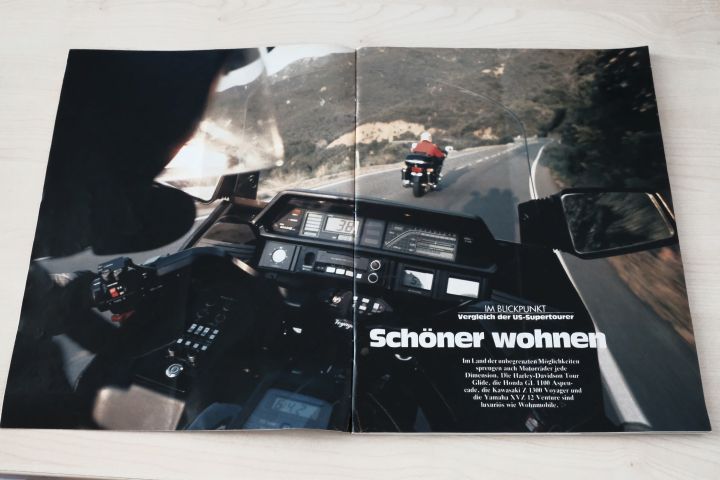 IM BLICKPUNKT
Vergleich der US-Supertourer
Schöner wohnen
Im Land der unbegrenzten Möglichkeiten
sprengen auch Motorräder jede
Dimension. Die Harley-Davidson Tour
Glide, die Honda GL 1100 Aspen-
cade, die Kawasaki Z 1300 Voyager und
die Yamaha XVZ 12 Venture sind
luxuriös wie Wohnmobile.
Voyager